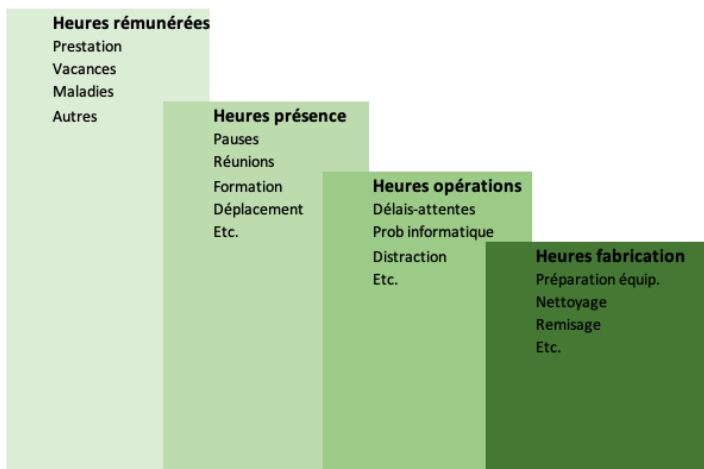 Heures rémunérées
Prestation
Vacances
Maladies
Autres
Heures présence
Pauses
Réunions
Formation
Déplacement
Etc.
Heures opérations
Délais-attentes
Prob informatique
Distraction
Etc.
Heures fabrication
Préparation équip.
Nettoyage
Remisage
Etc.